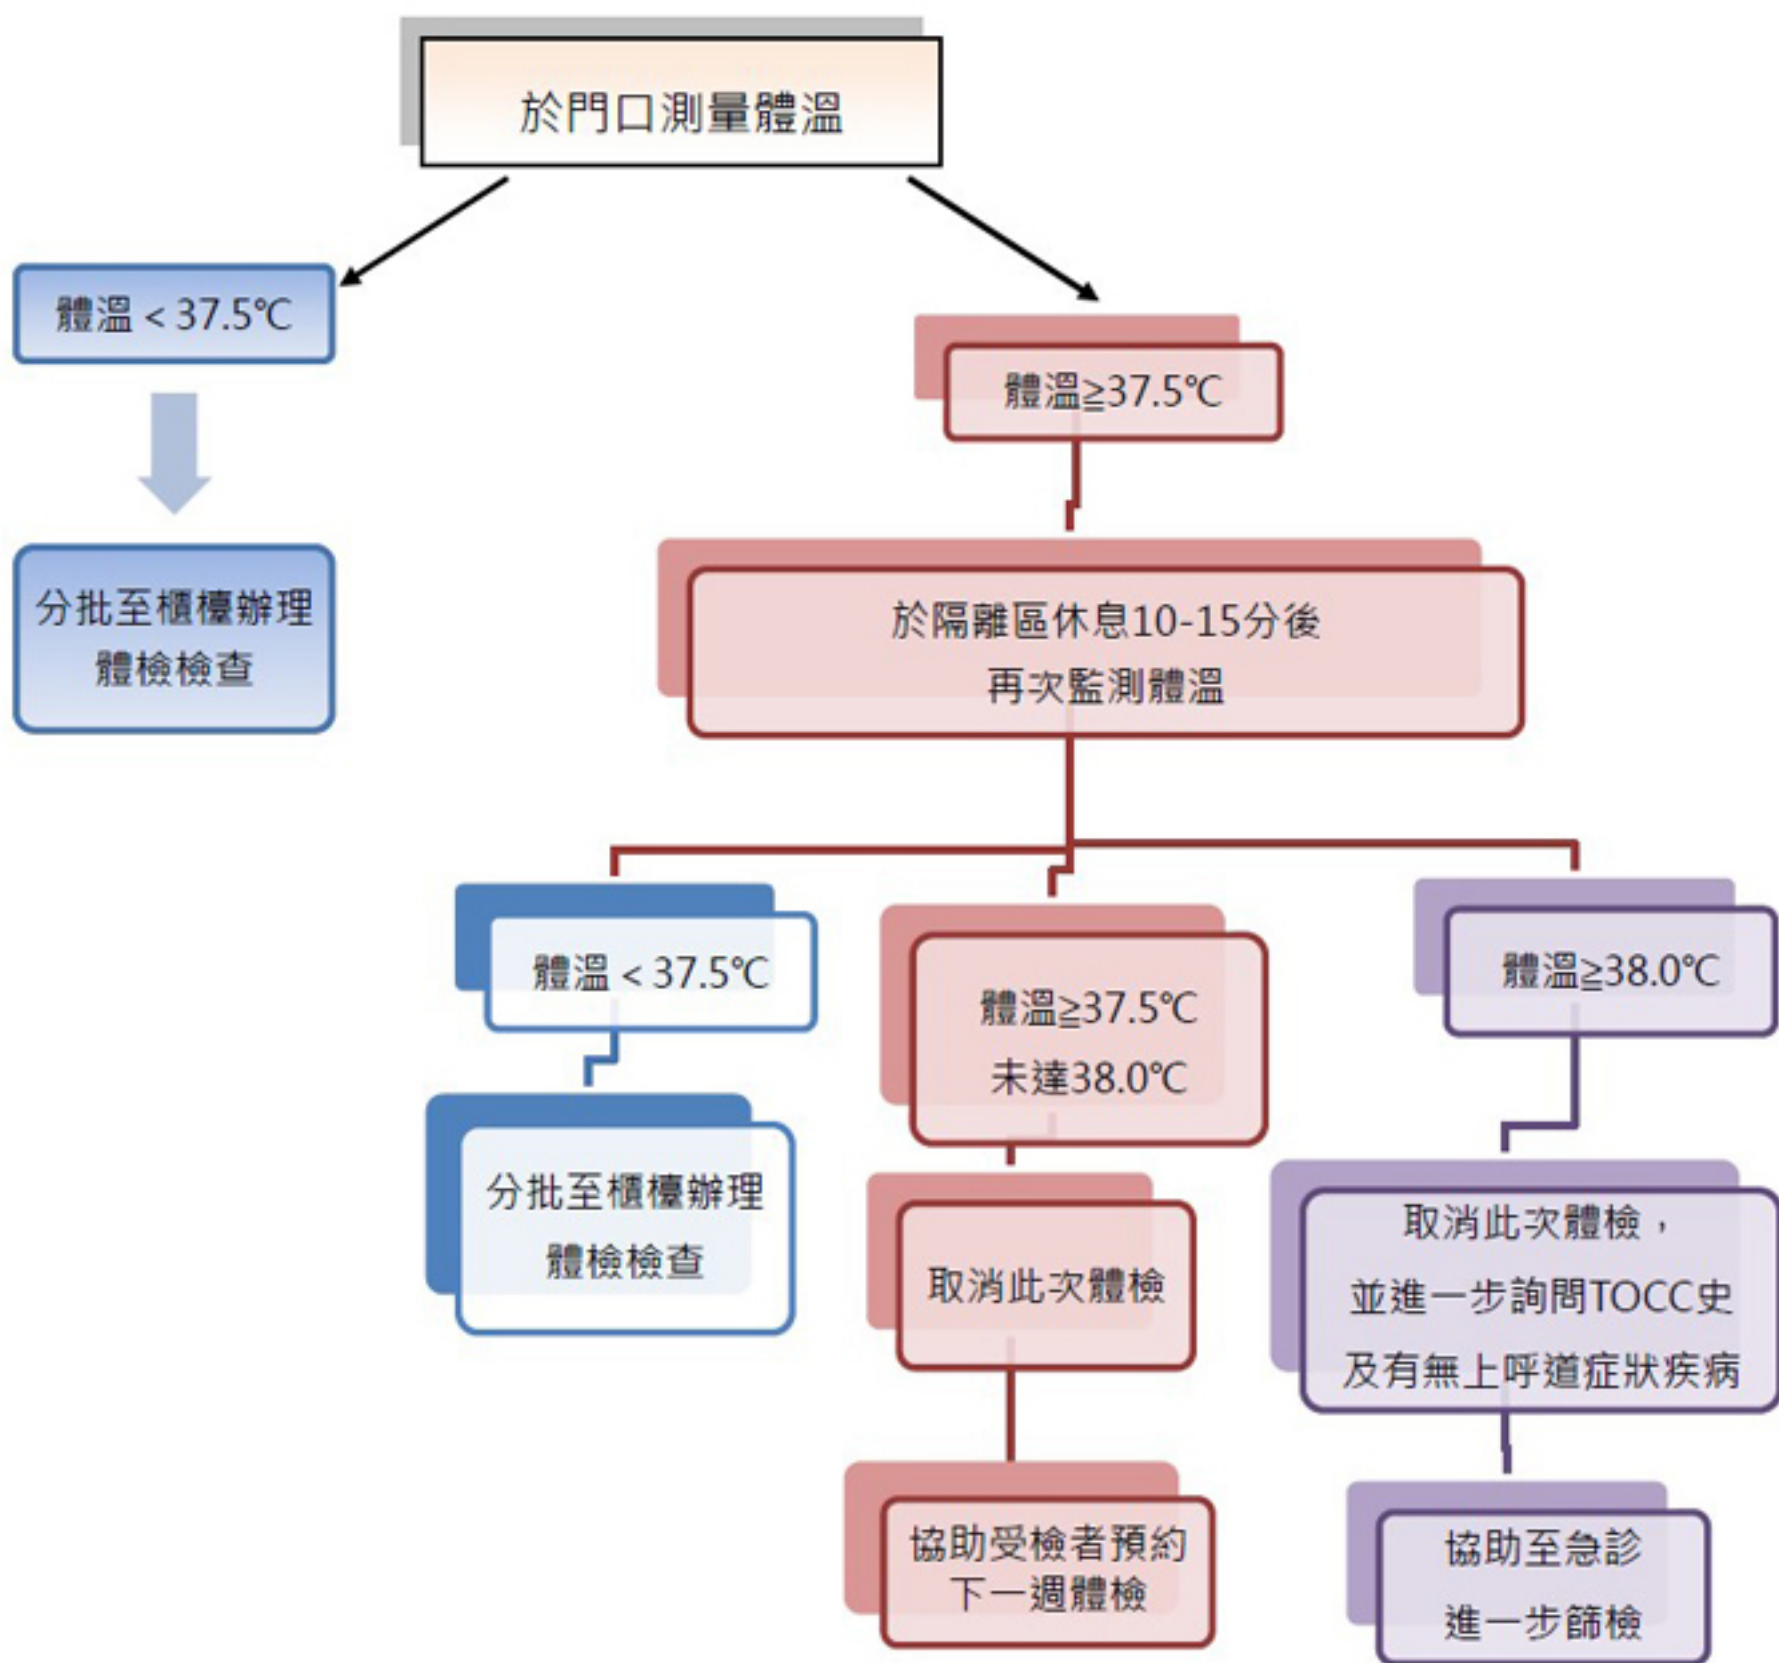 於門口測量體溫
體溫 < 37.5℃
分批至櫃檯辦理
體檢檢查
體溫≧37.5℃
於隔離區休息10-15分後
再次監測體溫
體溫 < 37.5℃
分批至櫃檯辦理
體檢檢查
體溫≧37.5℃
未達38.0℃
取消此次體檢
協助受檢者預約
下一週體檢
體溫≧38.0℃
取消此次體檢，
並進一步詢問TOCC史
及有無上呼道症狀疾病
協助至急診
進一步篩檢